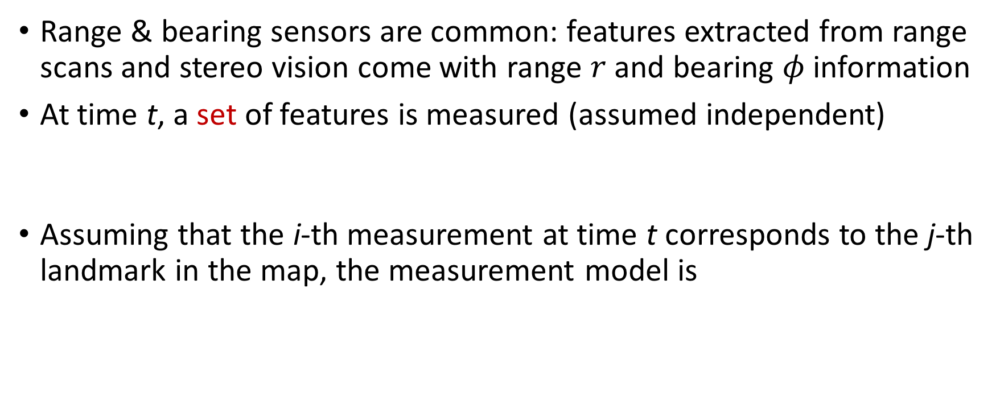 • Range & bearing sensors are common: features extracted from range
scans and stereo vision come with range r and bearing ϕ information
• At time t, a set of features is measured (assumed independent)
• Assuming that the i-th measurement at time t corresponds to the j-th
landmark in the map, the measurement model is